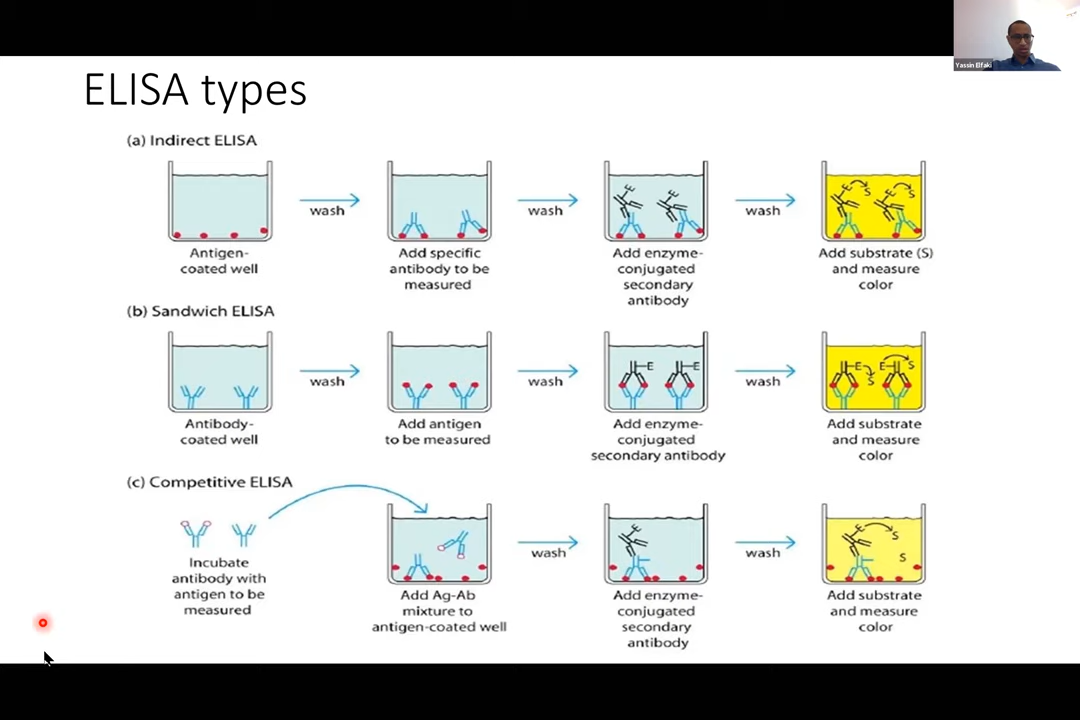 Yassin Elfaki
ELISA types
(a) Indirect ELISA
wash
wash
wash
E
E
E
S
E
S
Antigen-
coated well
Add specific
antibody to be
measured
Add enzyme-
conjugated
secondary
antibody
Add substrate (S)
and measure
color
(b) Sandwich ELISA
wash
wash
wash
E
E
E
S
E
S
Antibody-
coated well
Add antigen
to be measured
Add enzyme-
conjugated
secondary antibody
Add substrate
and measure
color
(c) Competitive ELISA
wash
wash
E
E
S
S
Incubate
antibody with
antigen to be
measured
Add Ag-Ab
mixture to
antigen-coated well
Add enzyme-
conjugated
secondary
antibody
Add substrate
and measure
color